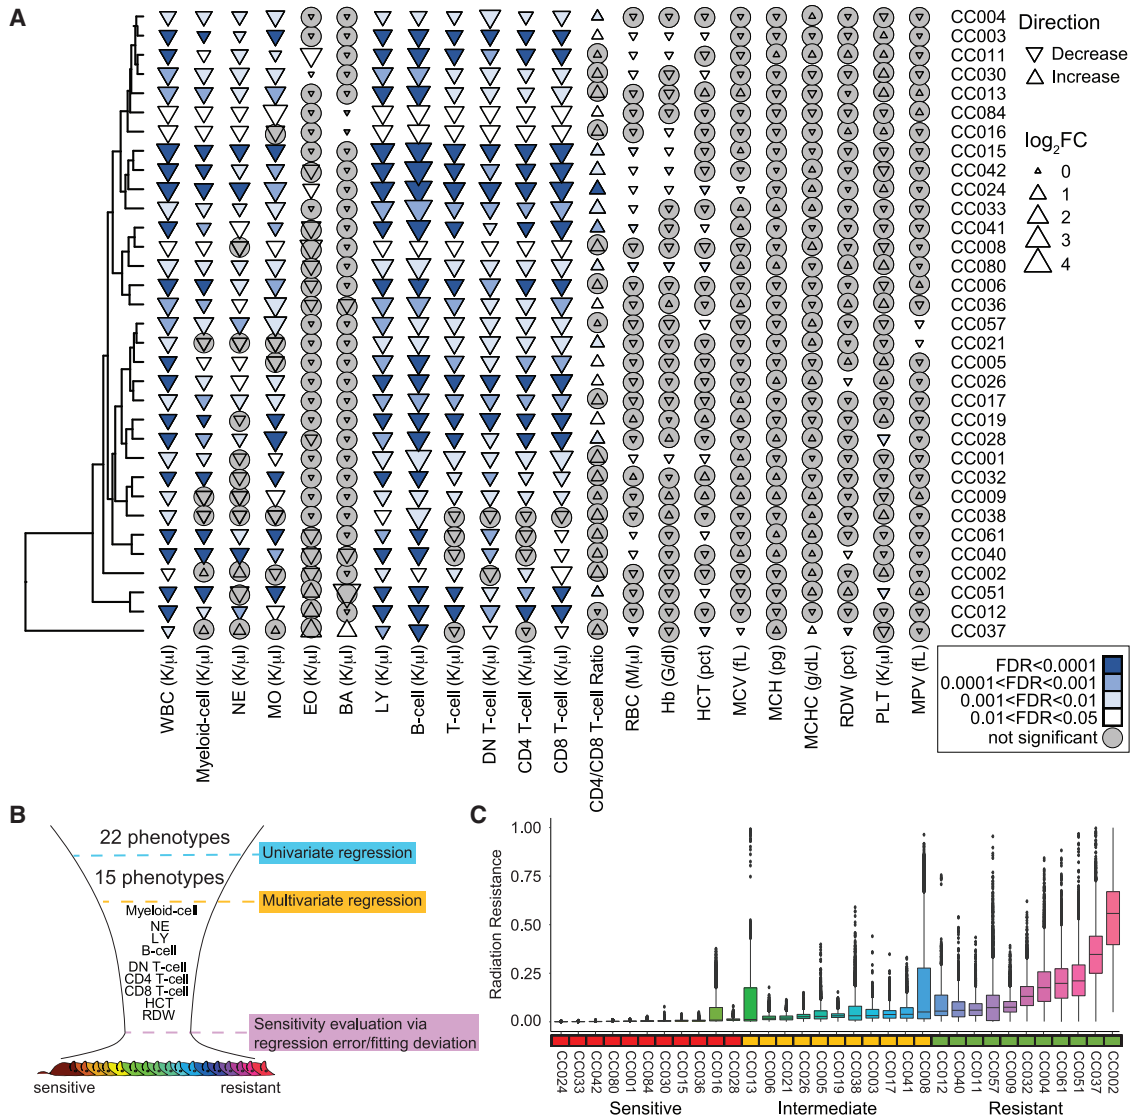 A
CC004
CC003
CC011
CC030
CC013
CC084
CC016
CC015
CC042
CC024
CC033
CC041
CC008
CC080
CC006
CC036
CC057
CC021
CC005
CC026
CC017
CC019
CC028
CC001
CC032
CC009
CC038
CC061
CC040
CC002
CC051
CC012
CC037
Direction
Decrease
Increase
log2FC
0
1
2
3
4
FDR<0.0001
0.0001<FDR<0.001
0.001<FDR<0.01
0.01<FDR<0.05
not significant
WBC (K/µl)
Myeloid-cell (K/µl)
NE (K/µl)
MO (K/µl)
EO (K/µl)
BA (K/µl)
LY (K/µl)
B-cell (K/µl)
T-cell (K/µl)
DN T-cell (K/µl)
CD4 T-cell (K/µl)
CD8 T-cell (K/µl)
CD4/CD8 T-cell Ratio
RBC (M/µl)
Hb (G/dl)
HCT (pct)
MCV (fL)
MCH (pg)
MCHC (g/dL)
RDW (pct)
PLT (K/µl)
MPV (fL)
B
22 phenotypes
Univariate regression
15 phenotypes
Multivariate regression
Myeloid-cell
NE
LY
B-cell
DN T-cell
CD4 T-cell
CD8 T-cell
HCT
RDW
Sensitivity evaluation via
regression error/fitting deviation
sensitive
resistant
C
Radiation Resistance
1.00
0.75
0.50
0.25
0.00
CC024
CC033
CC042
CC080
CC001
CC084
CC030
CC015
CC036
CC016
CC028
CC013
CC006
CC021
CC026
CC005
CC019
CC038
CC003
CC017
CC041
CC008
CC012
CC040
CC011
CC057
CC009
CC032
CC004
CC061
CC051
CC037
CC002
Sensitive
Intermediate
Resistant